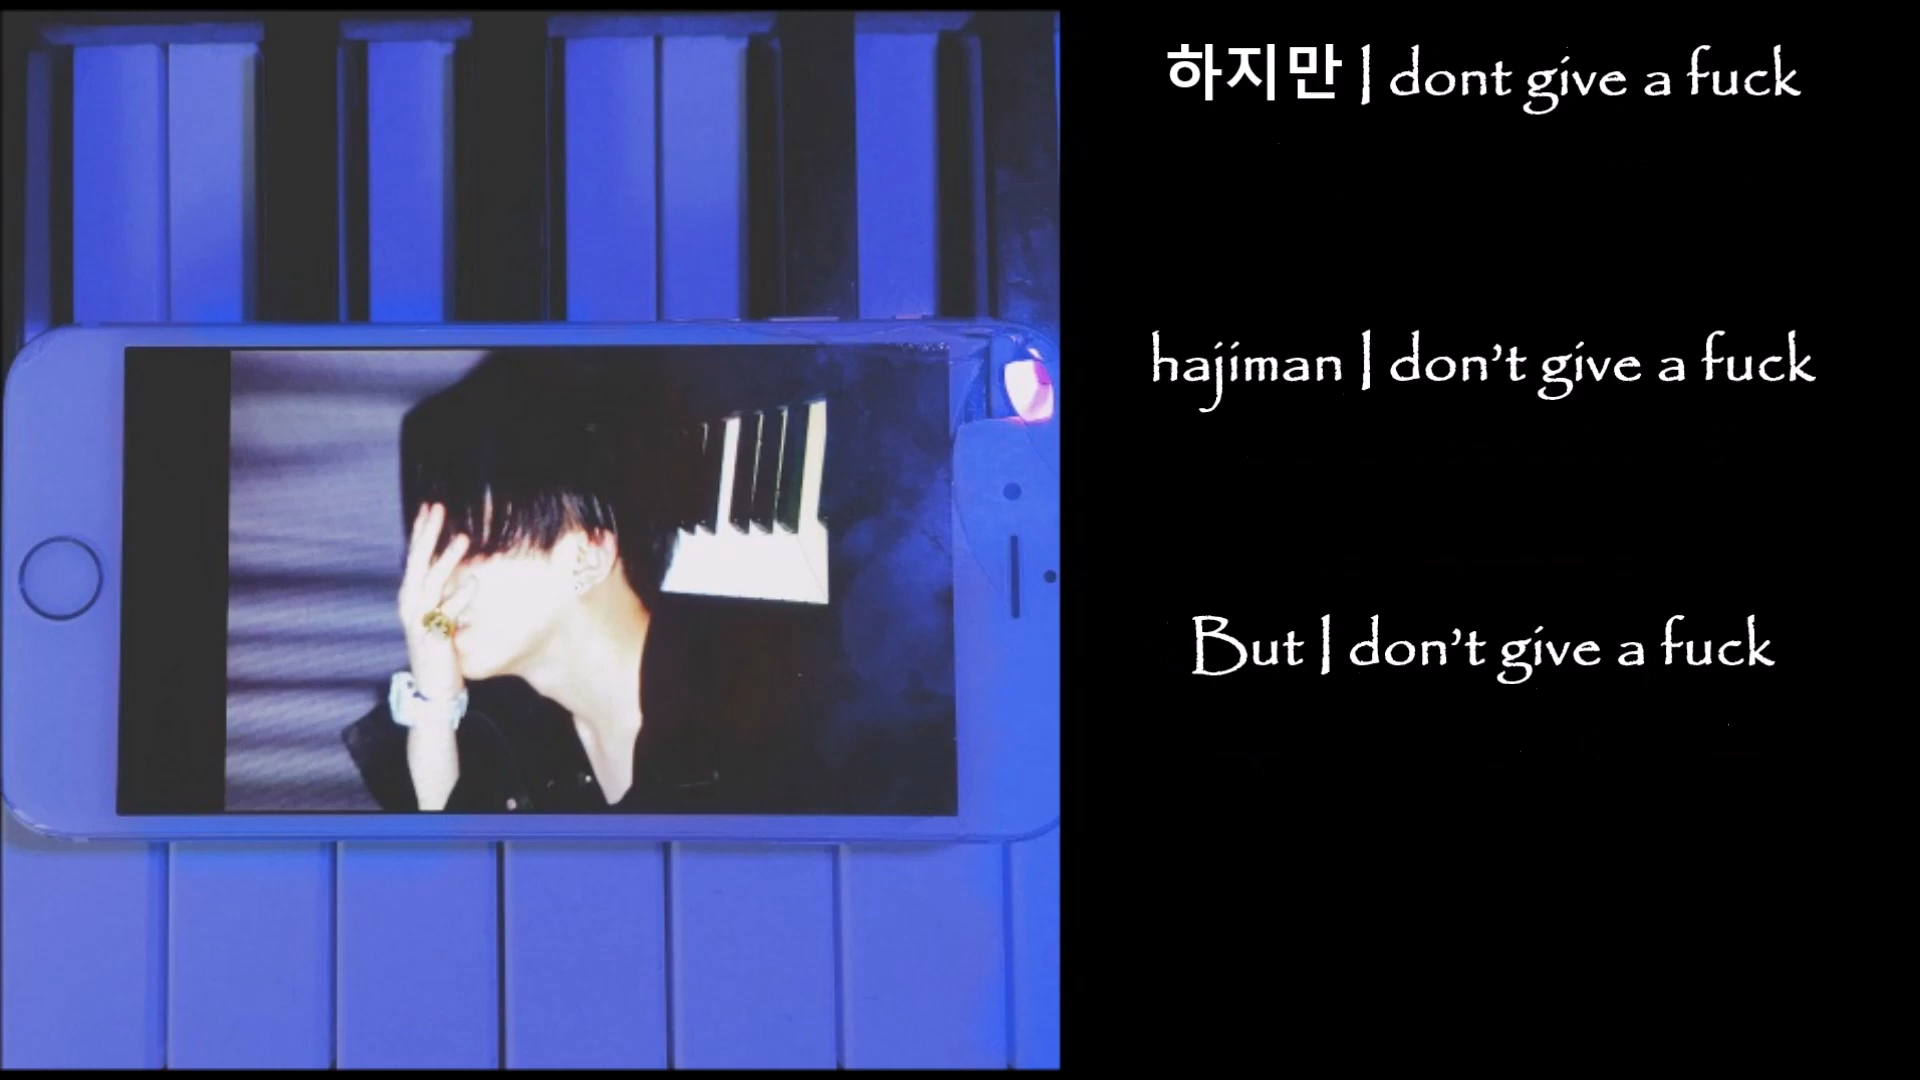 하지만 I dont give a fuck
hajiman I don't give a fuck
But I don't give a fuck